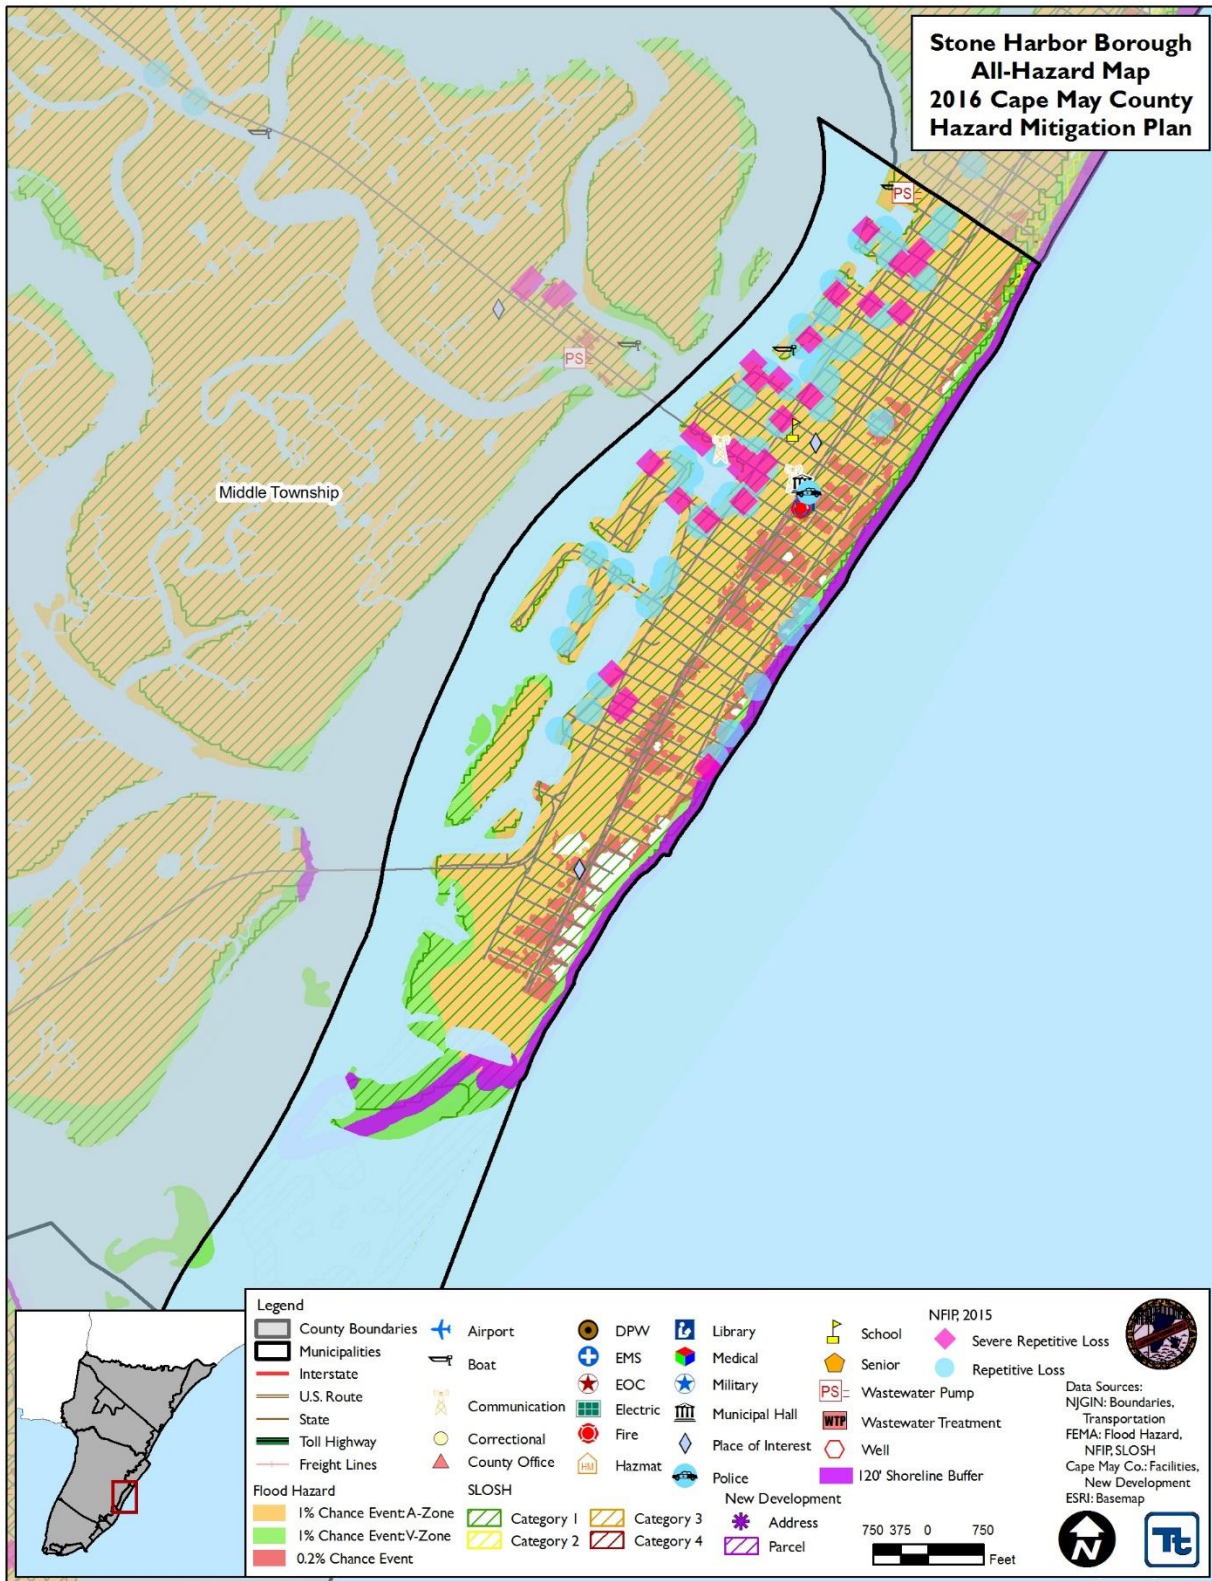 Stone Harbor Borough
All-Hazard Map
2016 Cape May County
Hazard Mitigation Plan
PS
PS
Middle Township
Legend
County Boundaries
Municipalities
Interstate
U.S. Route
State
Toll Highway
Freight Lines
Flood Hazard
1% Chance Event: A-Zone
1% Chance Event: V-Zone
0.2% Chance Event
Airport
Boat
Communication
Correctional
County Office
SLOSH
Category 1
Category 2
Category 3
Category 4
DPW
EMS
EOC
Electric
Fire
HM Hazmat
Library
Medical
Military
Municipal Hall
Place of Interest
Police
New Development
Address
Parcel
School
Senior
PS Wastewater Pump
WTP Wastewater Treatment
Well
120' Shoreline Buffer
NFIP, 2015
Severe Repetitive Loss
Repetitive Loss
750 375 0 750
Feet
Data Sources:
NJGIN: Boundaries,
Transportation
FEMA: Flood Hazard,
NFIP, SLOSH
Cape May Co.: Facilities,
New Development
ESRI: Basemap
N
Tt